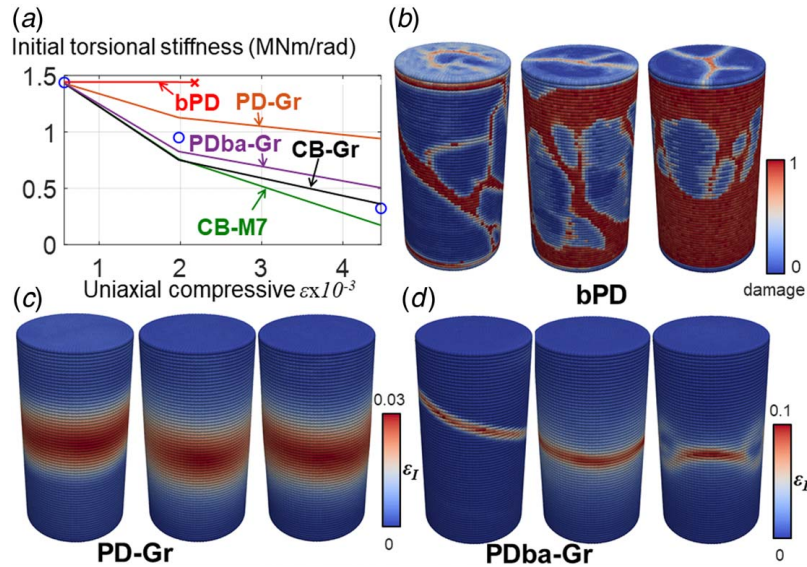 (a)
Initial torsional stiffness (MNm/rad)
1.5
1
0.5
0
bPD
PD-Gr
PDba-Gr
CB-Gr
CB-M7
1 2 3 4
Uniaxial compressive εx10⁻³
(b)
1
0
damage
bPD
(c)
0.03
ε_I
0
PD-Gr
(d)
0.1
ε_I
0
PDba-Gr